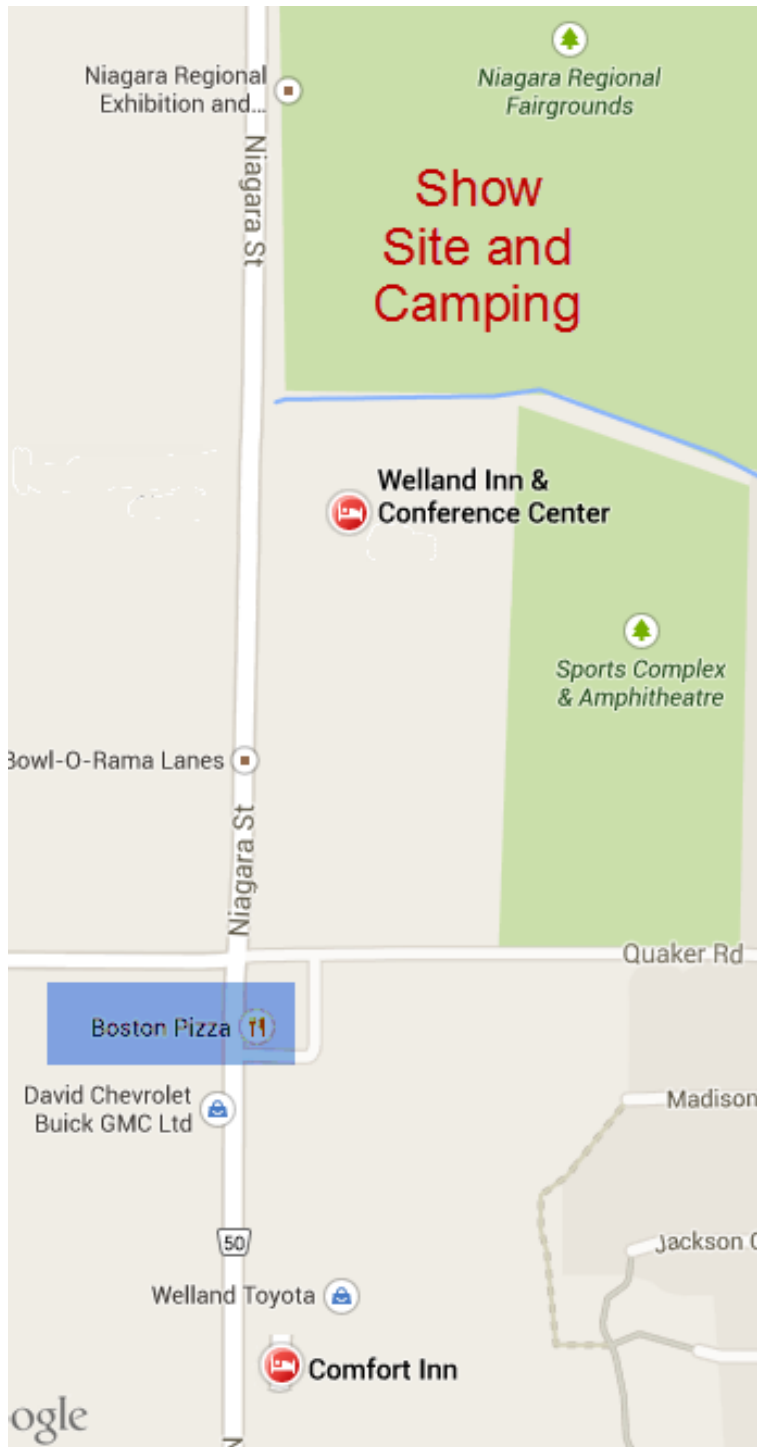 Niagara Regional
Exhibition and...
Niagara Regional
Fairgrounds
Niagara St
Show
Site and
Camping
Welland Inn &
Conference Center
Sports Complex
& Amphitheatre
Bowl-O-Rama Lanes
Niagara St
Quaker Rd
Boston Pizza
David Chevrolet
Buick GMC Ltd
Madison
50
Jackson C
Welland Toyota
Comfort Inn
ogle
N